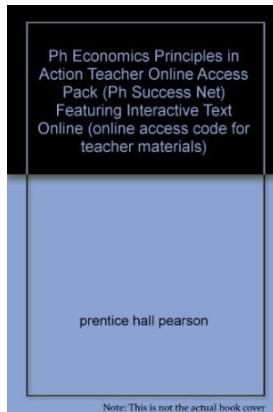 Ph Economics Principles in
Action Teacher Online Access
Pack (Ph Success Net)
Featuring Interactive Text
Online (online access code for
teacher materials)
prentice hall pearson
Note: This is not the actual book cover